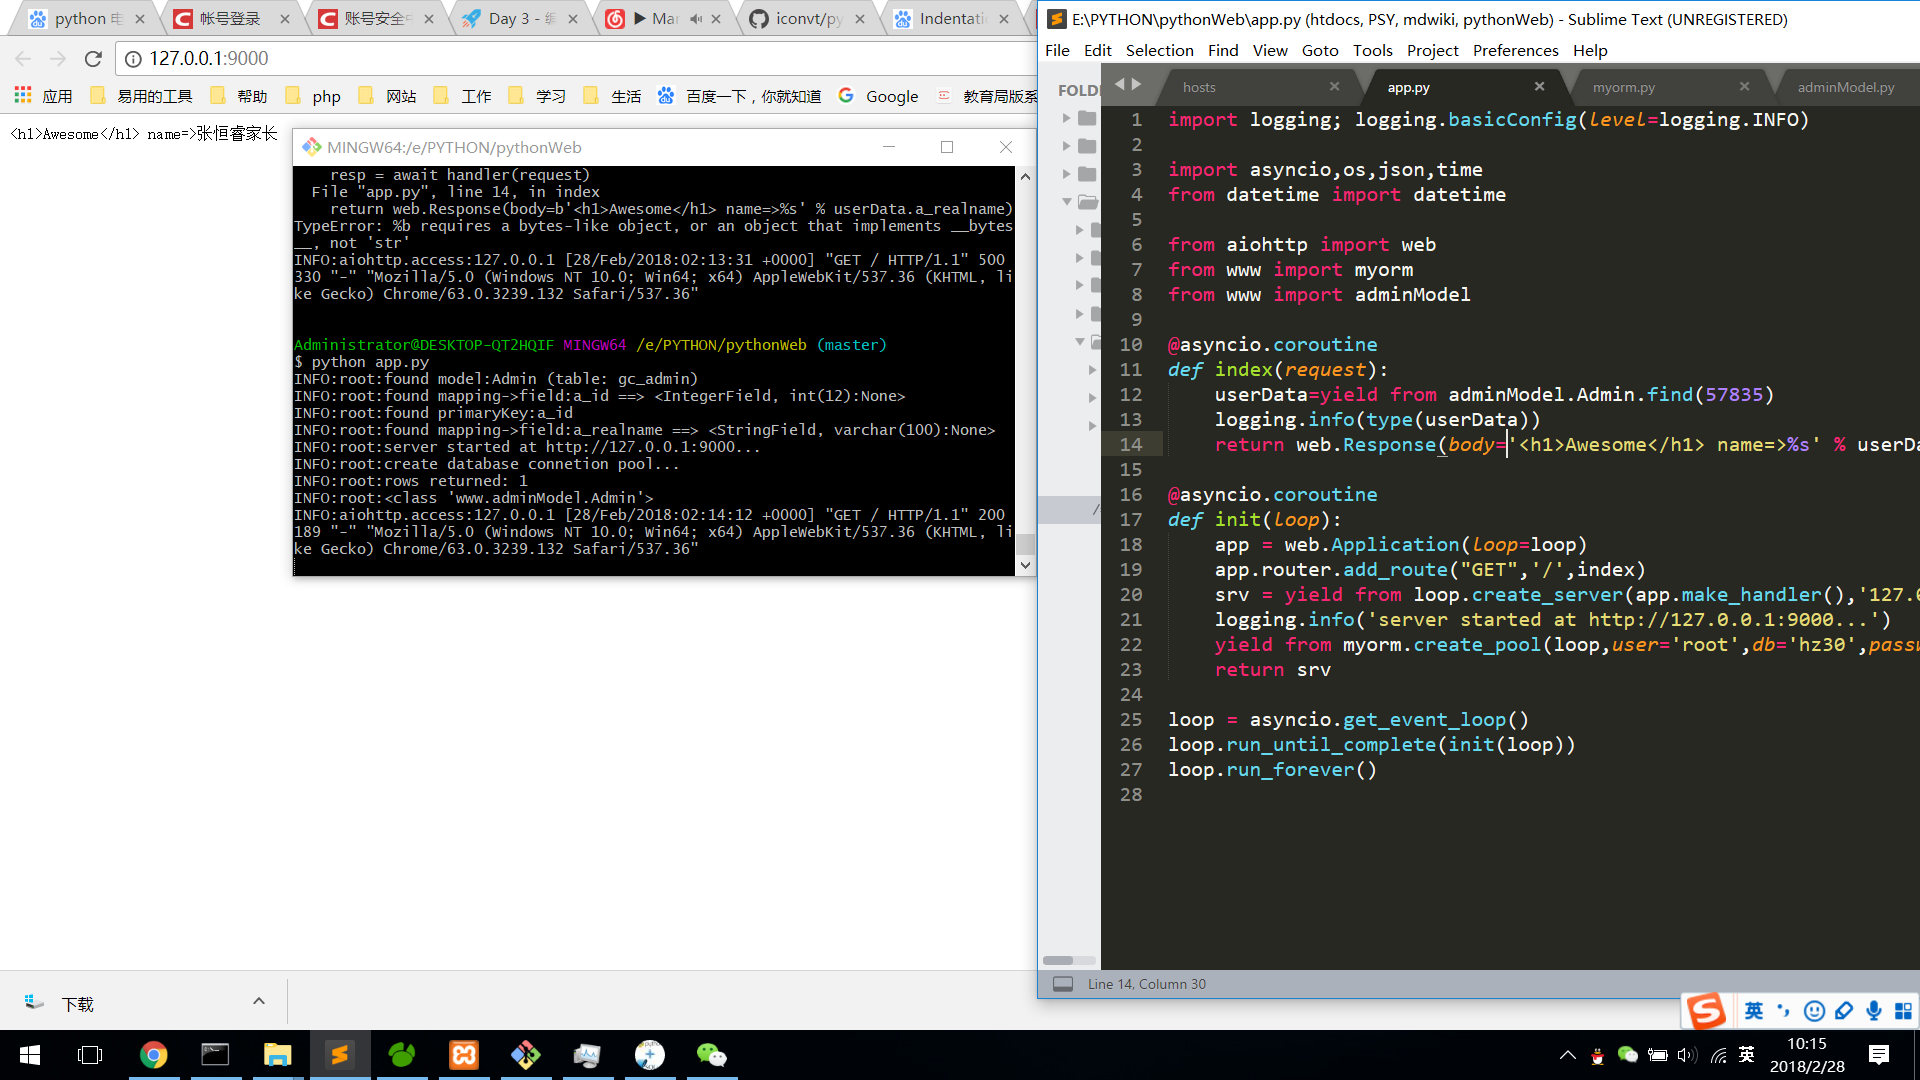 python 电
帐号登录
账号安全中
Day 3 - 编
Mar
iconvt/py
Indentatio
127.0.0.1:9000
应用
易用的工具
帮助
php
网站
工作
学习
生活
百度一下，你就知道
Google
教育局版系
<h1>Awesome</h1> name=>张恒睿家长
MINGW64:/e/PYTHON/pythonWeb
resp = await handler(request)
File "app.py", line 14, in index
return web.Response(body=b'<h1>Awesome</h1> name=>%s' % userData.a_realname)
TypeError: %b requires a bytes-like object, or an object that implements __bytes
__, not 'str'
INFO:aiohttp.access:127.0.0.1 [28/Feb/2018:02:13:31 +0000] "GET / HTTP/1.1" 500
330 "-" "Mozilla/5.0 (Windows NT 10.0; Win64; x64) AppleWebKit/537.36 (KHTML, li
ke Gecko) Chrome/63.0.3239.132 Safari/537.36"
Administrator@DESKTOP-QT2HQIF MINGW64 /e/PYTHON/pythonWeb (master)
$ python app.py
INFO:root:found model:Admin (table: gc_admin)
INFO:root:found mapping->field:a_id ==> <IntegerField, int(12):None>
INFO:root:found primaryKey:a_id
INFO:root:found mapping->field:a_realname ==> <StringField, varchar(100):None>
INFO:root:server started at http://127.0.0.1:9000...
INFO:root:create database connetion pool...
INFO:root:rows returned: 1
INFO:root:<class 'www.adminModel.Admin'>
INFO:aiohttp.access:127.0.0.1 [28/Feb/2018:02:14:12 +0000] "GET / HTTP/1.1" 200
189 "-" "Mozilla/5.0 (Windows NT 10.0; Win64; x64) AppleWebKit/537.36 (KHTML, li
ke Gecko) Chrome/63.0.3239.132 Safari/537.36"
E:\PYTHON\pythonWeb\app.py (htdocs, PSY, mdwiki, pythonWeb) - Sublime Text (UNREGISTERED)
File Edit Selection Find View Goto Tools Project Preferences Help
FOLD
hosts
app.py
myorm.py
adminModel.py
1 import logging; logging.basicConfig(level=logging.INFO)
2
3 import asyncio,os,json,time
4 from datetime import datetime
5
6 from aiohttp import web
7 from www import myorm
8 from www import adminModel
9
10 @asyncio.coroutine
11 def index(request):
12 userData=yield from adminModel.Admin.find(57835)
13 logging.info(type(userData))
14 return web.Response(body='<h1>Awesome</h1> name=>%s' % userDa
15
16 @asyncio.coroutine
17 def init(loop):
18 app = web.Application(loop=loop)
19 app.router.add_route("GET",'/',index)
20 srv = yield from loop.create_server(app.make_handler(),'127.0
21 logging.info('server started at http://127.0.0.1:9000...')
22 yield from myorm.create_pool(loop,user='root',db='hz30',passw
23 return srv
24
25 loop = asyncio.get_event_loop()
26 loop.run_until_complete(init(loop))
27 loop.run_forever()
28
Line 14, Column 30
下载
英
英
10:15
2018/2/28